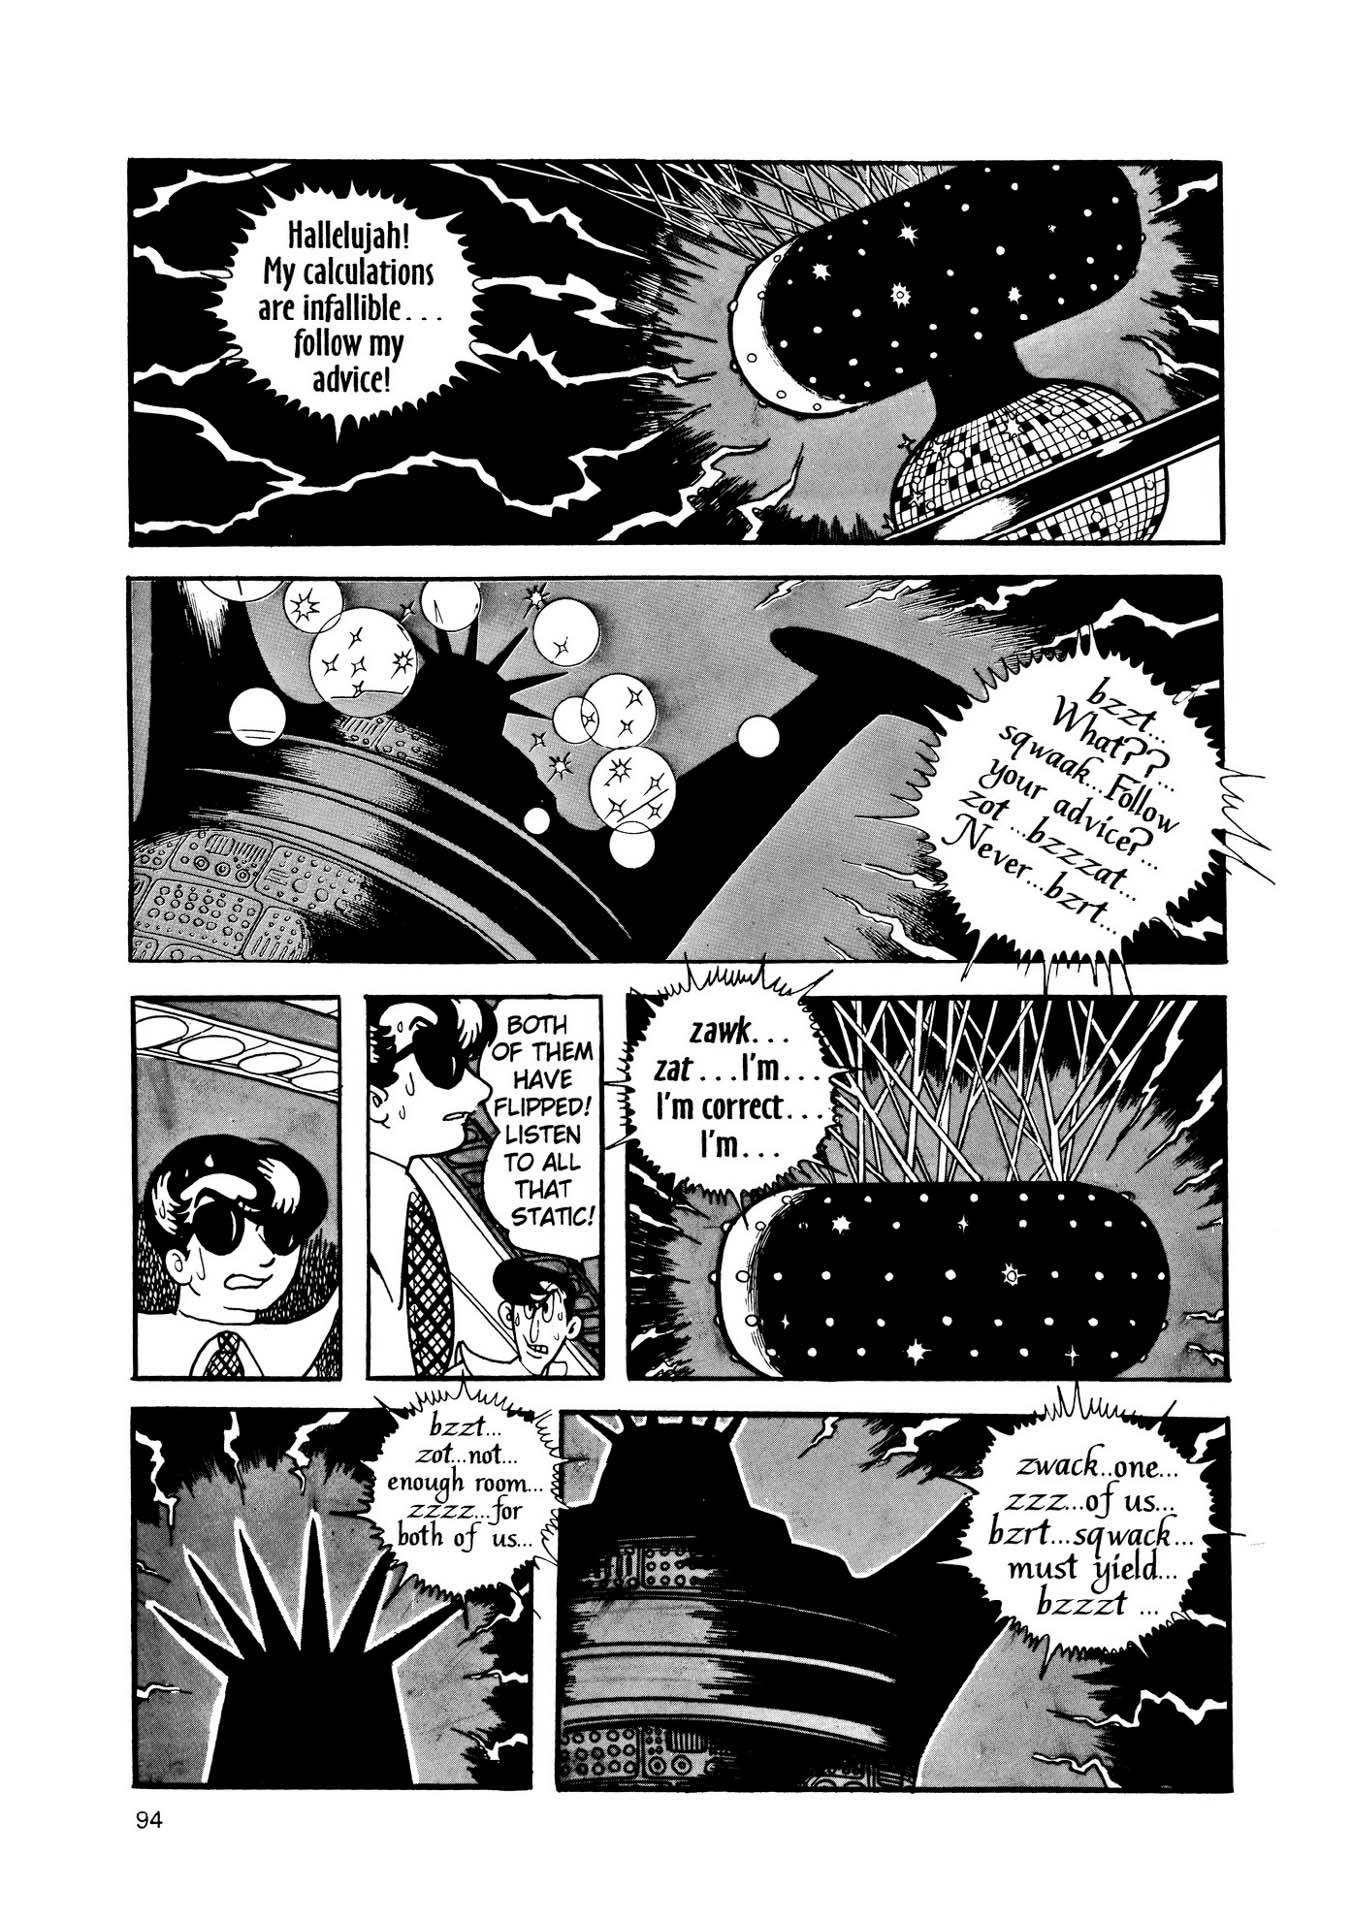 Hallelujah!
My calculations
are infallible...
follow my
advice!
bzzt...
What??...
sqwaak...Follow
your advice?...
zot...bzzzat...
Never...bzrt...
BOTH
OF THEM
HAVE
FLIPPED!
LISTEN
TO ALL
THAT
STATIC!
zawk...
zat...I'm...
I'm correct...
I'm...
bzzt...
zot...not...
enough room...
zzzz...for
both of us...
zwack..one...
zzz...of us...
bzrt...sqwack...
must yield...
bzzzt ...
94